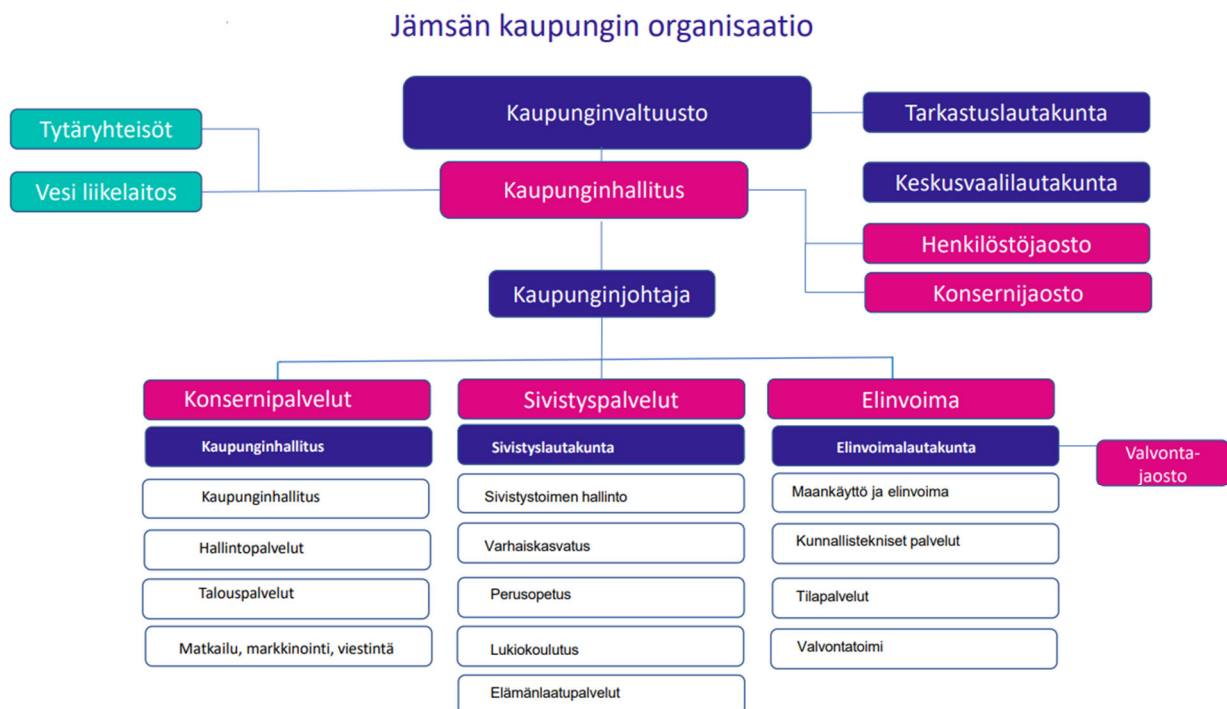 Jämsän kaupungin organisaatio
Kaupunginvaltuusto
Tarkastuslautakunta
Tytäryhteisöt
Vesi liikelaitos
Kaupunginhallitus
Keskusvaalilautakunta
Henkilöstöjaosto
Konsernijaosto
Kaupunginjohtaja
Konsernipalvelut
Kaupunginhallitus
Kaupunginhallitus
Hallintopalvelut
Talouspalvelut
Matkailu, markkinointi, viestintä
Sivistyspalvelut
Sivistyslautakunta
Sivistystoimen hallinto
Varhaiskasvatus
Perusopetus
Lukiokoulutus
Elämänlaatupalvelut
Elinvoima
Elinvoimalautakunta
Valvonta-
jaosto
Maankäyttö ja elinvoima
Kunnallistekniset palvelut
Tilapalvelut
Valvontatoimi